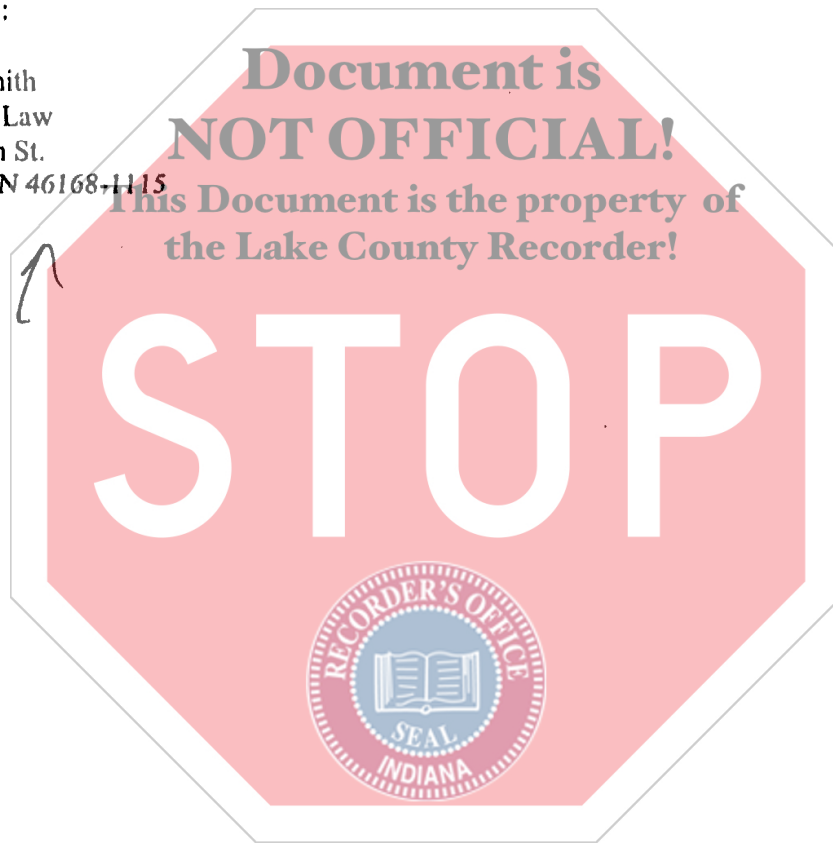 :
Document is
NOT OFFICIAL!
This Document is the property of
the Lake County Recorder!
Law
St.
N 46168-1115
STOP
RECORDER'S OFFICE
SEAL
INDIANA